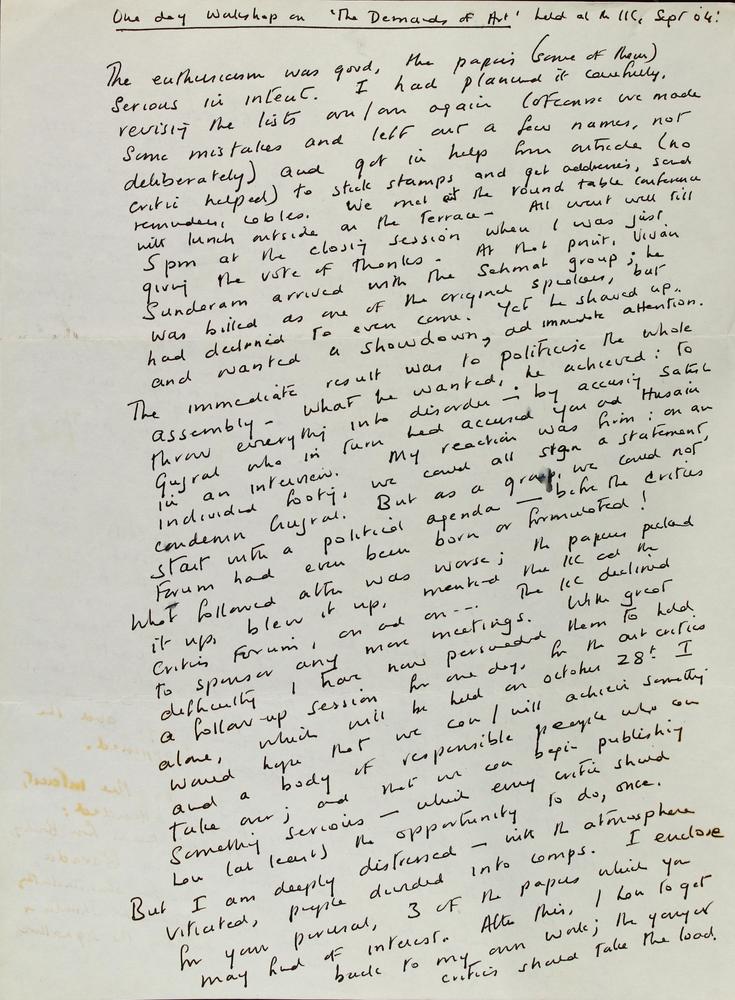 One day Workshop on 'The Demands of Art' held at the IIC, Sept '04:
The enthusiasm was good, the papers (some of them)
serious in intent. I had planned it carefully,
revising the lists on/on again (of course we made
some mistakes and left out a few names, not
deliberately) and got in help from outside (no
critic helped) to stick stamps and get addresses, send
reminders, cables. We met at the round table conference
with lunch outside on the terrace - All went well till
5 pm at the closing session when I was just
giving the vote of thanks. At that point, Vivan
Sunderam arrived with the Sahmat group; he
was billed as one of the original speakers, but
had declined to even come. Yet he showed up..
and wanted a showdown, ad immediate attention.
The immediate result was to politicise the whole
assembly - what he wanted, he achieved: to
throw everything into disorder - by accusing Satish
Gujral who in turn had accused you ad Husain
in an interview. My reaction was firm: on an
individual footing, we could all sign a statement,
condemn Gujral. But as a group, we could not
start with a political agenda — before the Critics
Forum had even been born or formulated!
What followed after was worse; the papers picked
it up, blew it up, mentioned the IIC ad the
Critics Forum, on ad on--- The IIC declined
to sponsor any more meetings. With great
difficulty I have now persuaded them to hold
a follow-up session for one day, for the art critics
alone, which will be held on October 28th I
would hope that we can/will achieve something
and a body of responsible people who can
take over; and that we can begin publishing
something serious — which every critic should
have (at least) the opportunity to do, once.
But I am deeply distressed — with the atmosphere
vitiated, people divided into camps. I enclose
for your perusal, 3 of the papers which you
may find of interest. After this, I have to get
back to my own work; the younger
critics should take the load.